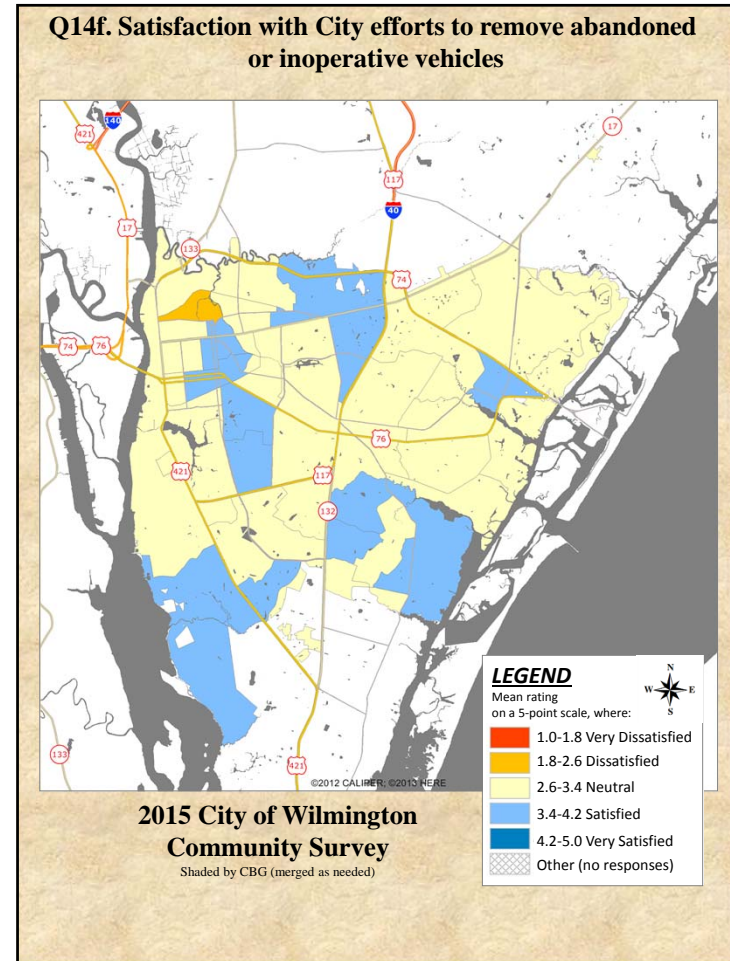 Q14f. Satisfaction with City efforts to remove abandoned
or inoperative vehicles
140
421
17
117
40
17
133
74
74
76
76
421
117
132
133
421
©2012 CALIPER; ©2013 HERE
LEGEND
Mean rating
on a 5-point scale, where:
N
W
E
S
1.0-1.8 Very Dissatisfied
1.8-2.6 Dissatisfied
2.6-3.4 Neutral
3.4-4.2 Satisfied
4.2-5.0 Very Satisfied
Other (no responses)
2015 City of Wilmington
Community Survey
Shaded by CBG (merged as needed)